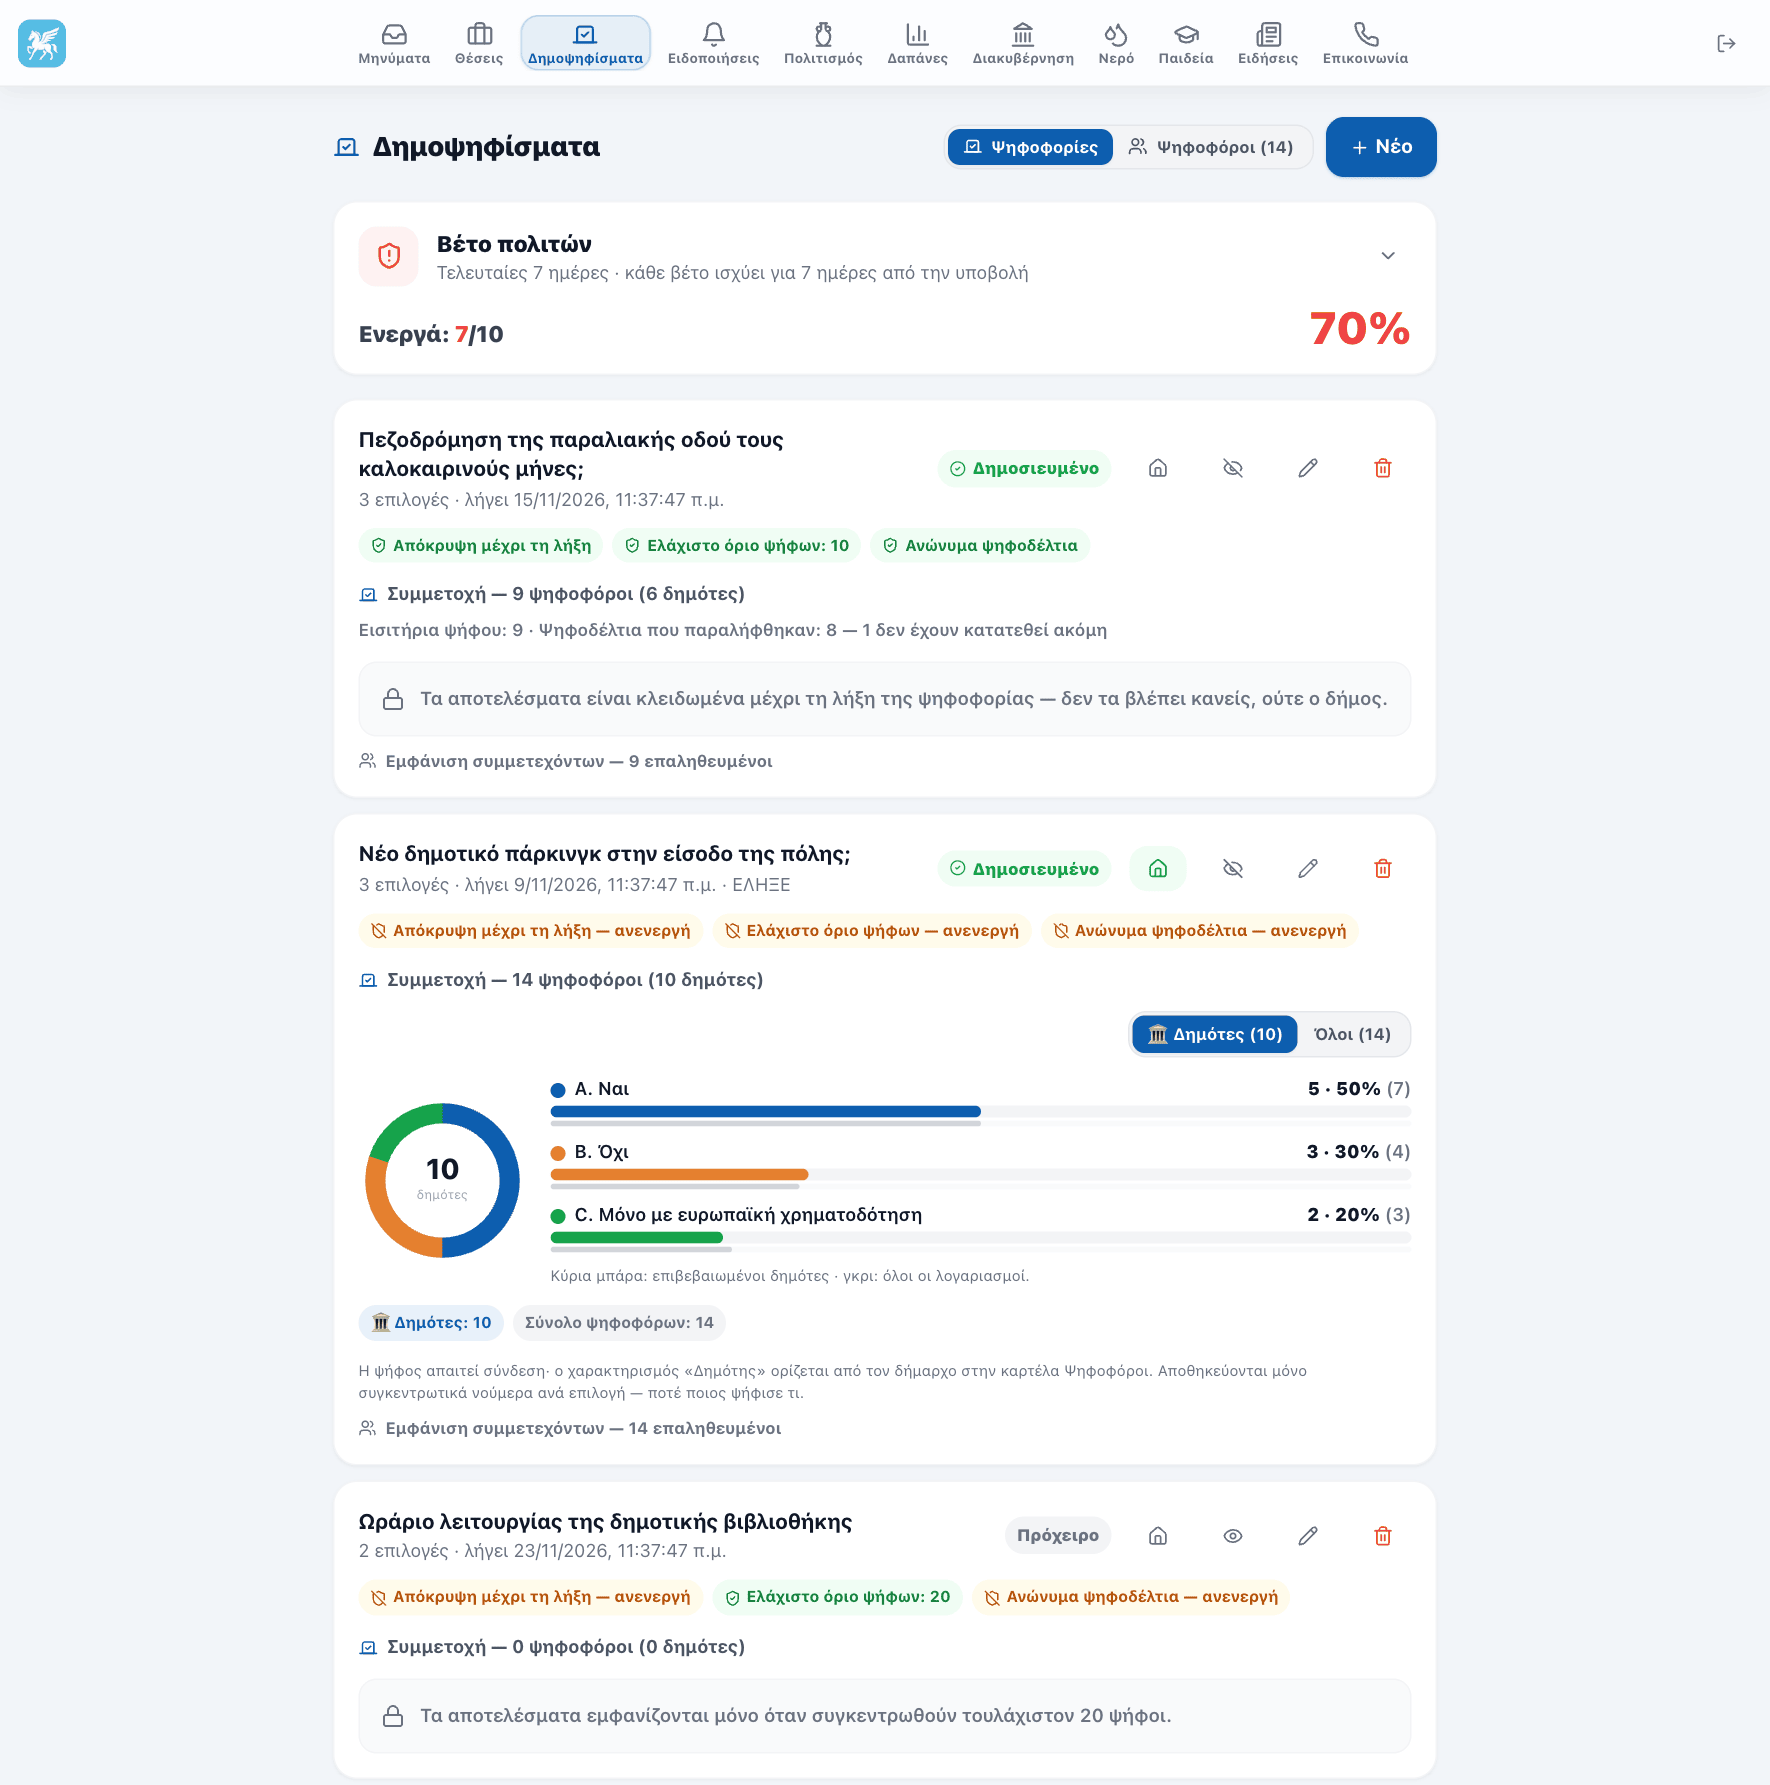 Μηνύματα
Θέσεις
Δημοψηφίσματα
Ειδοποιήσεις
Πολιτισμός
Δαπάνες
Διακυβέρνηση
Νερό
Παιδεία
Ειδήσεις
Επικοινωνία
Δημοψηφίσματα
Ψηφοφορίες
Ψηφοφόροι (14)
+ Νέο
Βέτο πολιτών
Τελευταίες 7 ημέρες · κάθε βέτο ισχύει για 7 ημέρες από την υποβολή
Ενεργά: 7/10
70%
Πεζοδρόμηση της παραλιακής οδού τους
καλοκαιρινούς μήνες;
3 επιλογές · λήγει 15/11/2026, 11:37:47 π.μ.
Δημοσιευμένο
Απόκρυψη μέχρι τη λήξη
Ελάχιστο όριο ψήφων: 10
Ανώνυμα ψηφοδέλτια
Συμμετοχή — 9 ψηφοφόροι (6 δημότες)
Εισιτήρια ψήφου: 9 · Ψηφοδέλτια που παραλήφθηκαν: 8 — 1 δεν έχουν κατατεθεί ακόμη
Τα αποτελέσματα είναι κλειδωμένα μέχρι τη λήξη της ψηφοφορίας — δεν τα βλέπει κανείς, ούτε ο δήμος.
Εμφάνιση συμμετεχόντων — 9 επαληθευμένοι
Νέο δημοτικό πάρκινγκ στην είσοδο της πόλης;
3 επιλογές · λήγει 9/11/2026, 11:37:47 π.μ. · ΕΛΗΞΕ
Δημοσιευμένο
Απόκρυψη μέχρι τη λήξη — ανενεργή
Ελάχιστο όριο ψήφων — ανενεργή
Ανώνυμα ψηφοδέλτια — ανενεργή
Συμμετοχή — 14 ψηφοφόροι (10 δημότες)
Δημότες (10)
Όλοι (14)
10
δημότες
A. Ναι
5 · 50% (7)
B. Όχι
3 · 30% (4)
C. Μόνο με ευρωπαϊκή χρηματοδότηση
2 · 20% (3)
Κύρια μπάρα: επιβεβαιωμένοι δημότες · γκρι: όλοι οι λογαριασμοί.
Δημότες: 10
Σύνολο ψηφοφόρων: 14
Η ψήφος απαιτεί σύνδεση· ο χαρακτηρισμός «Δημότης» ορίζεται από τον δήμαρχο στην καρτέλα Ψηφοφόροι. Αποθηκεύονται μόνο
συγκεντρωτικά νούμερα ανά επιλογή — ποτέ ποιος ψήφισε τι.
Εμφάνιση συμμετεχόντων — 14 επαληθευμένοι
Ωράριο λειτουργίας της δημοτικής βιβλιοθήκης
2 επιλογές · λήγει 23/11/2026, 11:37:47 π.μ.
Πρόχειρο
Απόκρυψη μέχρι τη λήξη — ανενεργή
Ελάχιστο όριο ψήφων: 20
Ανώνυμα ψηφοδέλτια — ανενεργή
Συμμετοχή — 0 ψηφοφόροι (0 δημότες)
Τα αποτελέσματα εμφανίζονται μόνο όταν συγκεντρωθούν τουλάχιστον 20 ψήφοι.